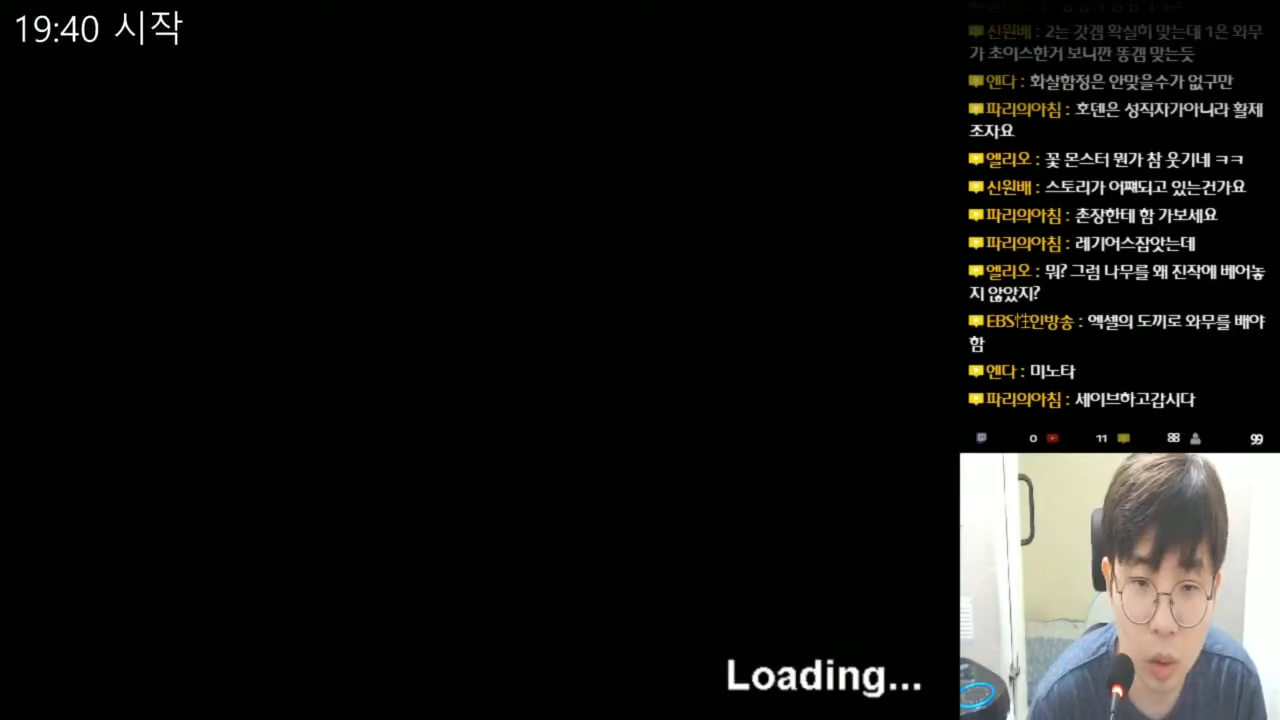 19:40 시작
신원배 : 2는 갓겜 확실히 맞는데 1은 외무
가 초이스한거 보니깐 똥겜 맞는듯
엔다 : 화살함정은 안맞을수가 없구만
파리의아침 : 호덴은 성직자가아니라 활제
조자요
엘리오 : 꽃 몬스터 뭔가 참 웃기네 ㅋㅋ
신원배 : 스토리가 어떄되고 있는건가요
파리의아침 : 촌장한테 함 가보세요
파리의아침 : 레기어스잡앗는데
엘리오 : 뭐? 그럼 나무를 왜 진작에 베어놓
지 않았지?
EBS性인방송 : 엑셀의 도끼로 와무를 배야
함
엔다 : 미노타
파리의아침 : 세이브하고갑시다
0 11 88 99
Loading...